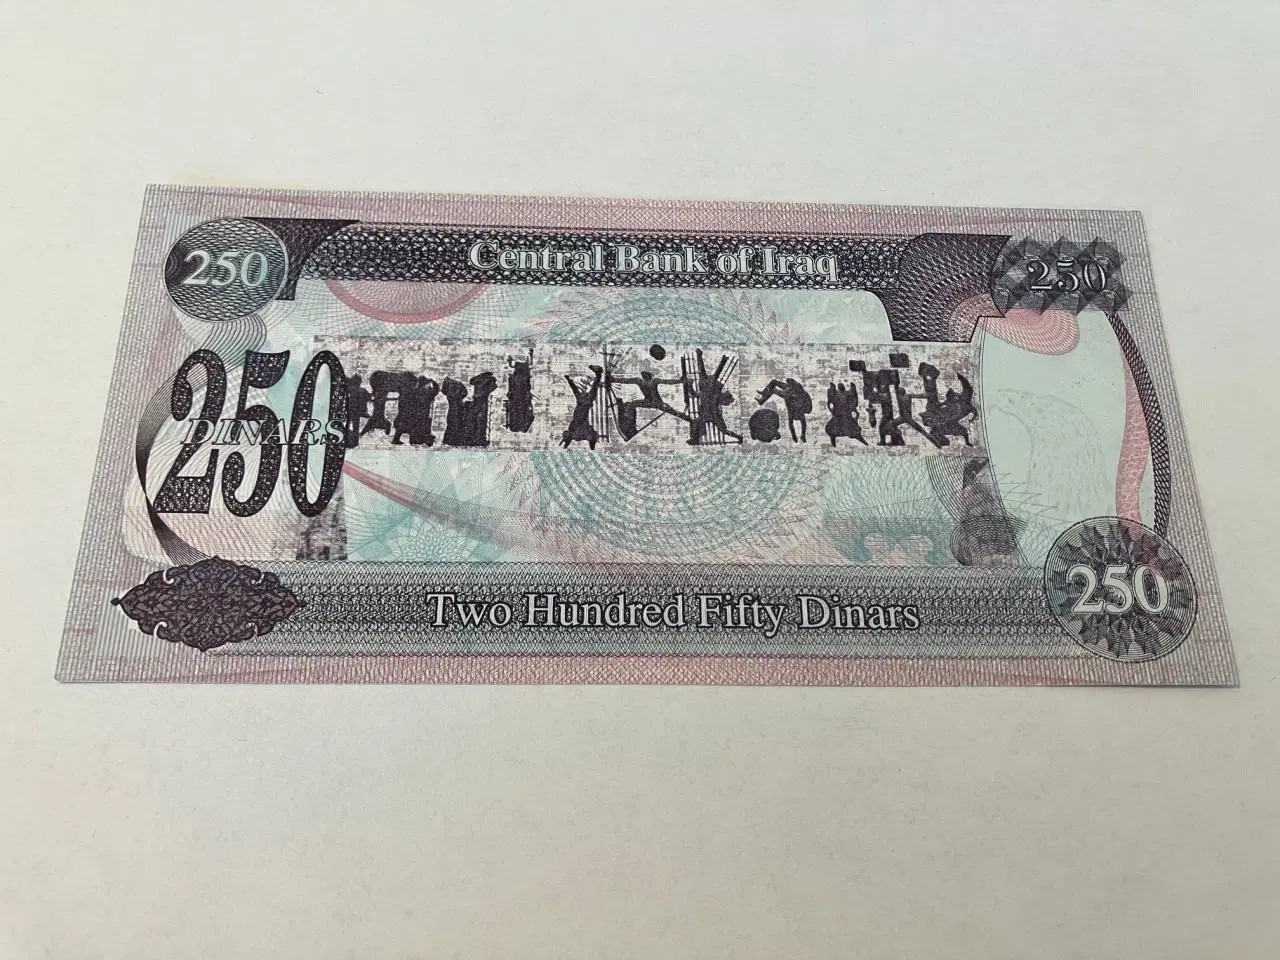 250
Central Bank of Iraq
250
250
DINARS
Two Hundred Fifty Dinars
250